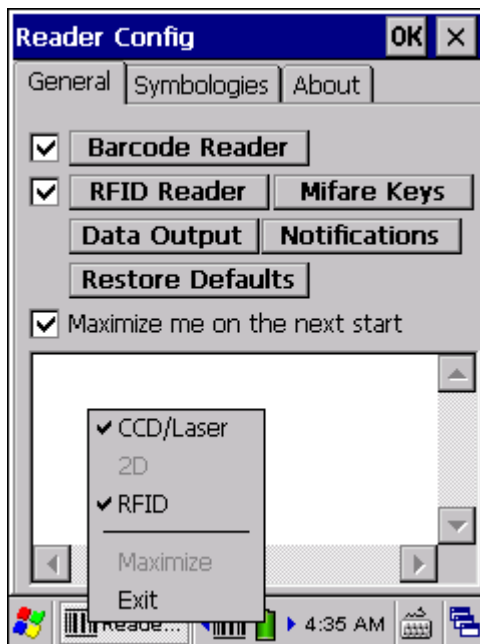 Reader Config OK ×
General Symbologies About
Barcode Reader
RFID Reader Mifare Keys
Data Output Notifications
Restore Defaults
Maximize me on the next start
CCD/Laser
2D
RFID
Maximize
Exit
Reade... 4:35 AM